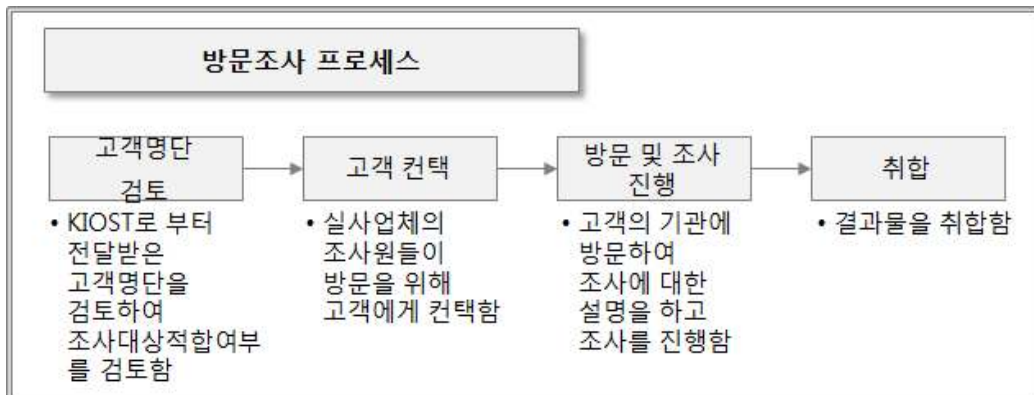 방문조사 프로세스
고객명단
검토
고객 컨택
방문 및 조사
진행
취합
• KIOST로 부터
전달받은
고객명단을
검토하여
조사대상적합여부
를 검토함
• 실사업체의
조사원들이
방문을 위해
고객에게 컨택함
• 고객의 기관에
방문하여
조사에 대한
설명을 하고
조사를 진행함
• 결과물을 취합함